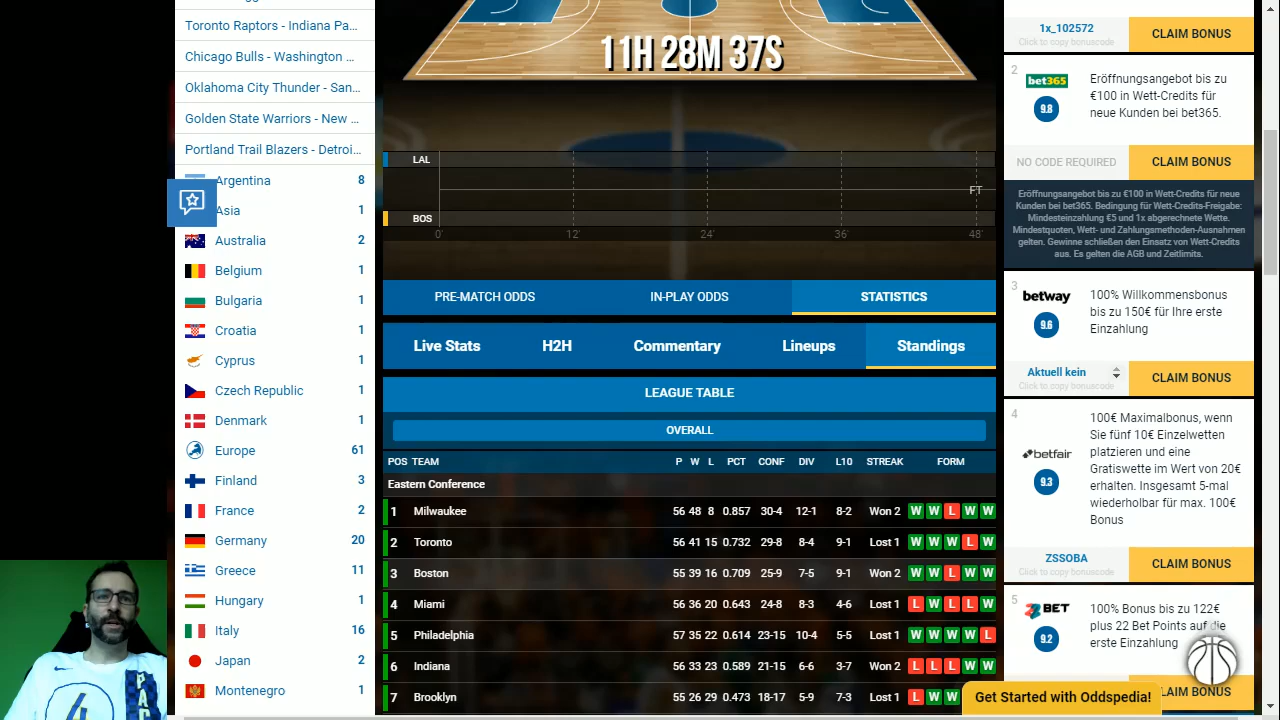 Toronto Raptors - Indiana Pa...
Chicago Bulls - Washington ...
Oklahoma City Thunder - San...
Golden State Warriors - New ...
Portland Trail Blazers - Detroi...
Argentina 8
Asia 1
Australia 2
Belgium 1
Bulgaria 1
Croatia 1
Cyprus 1
Czech Republic 1
Denmark 1
Europe 61
Finland 3
France 2
Germany 20
Greece 11
Hungary 1
Italy 16
Japan 2
Montenegro 1
11H 28M 37S
LAL
FT
BOS
0' 12' 24' 36' 48'
PRE-MATCH ODDS IN-PLAY ODDS STATISTICS
Live Stats H2H Commentary Lineups Standings
LEAGUE TABLE
OVERALL
POS TEAM P W L PCT CONF DIV L10 STREAK FORM
Eastern Conference
1 Milwaukee 56 48 8 0.857 30-4 12-1 8-2 Won 2 W W L W W
2 Toronto 56 41 15 0.732 29-8 8-4 9-1 Lost 1 W W W L W
3 Boston 55 39 16 0.709 25-9 7-5 9-1 Won 2 W W L W W
4 Miami 56 36 20 0.643 24-8 8-3 4-6 Lost 1 L W L L W
5 Philadelphia 57 35 22 0.614 23-15 10-4 5-5 Lost 1 W W W W L
6 Indiana 56 33 23 0.589 21-15 6-6 3-7 Won 2 L L L W W
7 Brooklyn 55 26 29 0.473 18-17 5-9 7-3 Lost 1 L W W
1x_102572
Click to copy bonuscode
CLAIM BONUS
2
bet365
9.8
Eröffnungsangebot bis zu
€100 in Wett-Credits für
neue Kunden bei bet365.
NO CODE REQUIRED
CLAIM BONUS
Eröffnungsangebot bis zu €100 in Wett-Credits für neue
Kunden bei bet365. Bedingung für Wett-Credits-Freigabe:
Mindesteinzahlung €5 und 1x abgerechnete Wette.
Mindestquoten, Wett- und Zahlungsmethoden-Ausnahmen
gelten. Gewinne schließen den Einsatz von Wett-Credits
aus. Es gelten die AGB und Zeitlimits.
3
betway
9.6
100% Willkommensbonus
bis zu 150€ für Ihre erste
Einzahlung
Aktuell kein
Click to copy bonuscode
CLAIM BONUS
4
betfair
9.3
100€ Maximalbonus, wenn
Sie fünf 10€ Einzelwetten
platzieren und eine
Gratiswette im Wert von 20€
erhalten. Insgesamt 5-mal
wiederholbar für max. 100€
Bonus
ZSSOBA
Click to copy bonuscode
CLAIM BONUS
5
22BET
9.2
100% Bonus bis zu 122€
plus 22 Bet Points auf die
erste Einzahlung
Get Started with Oddspedia!